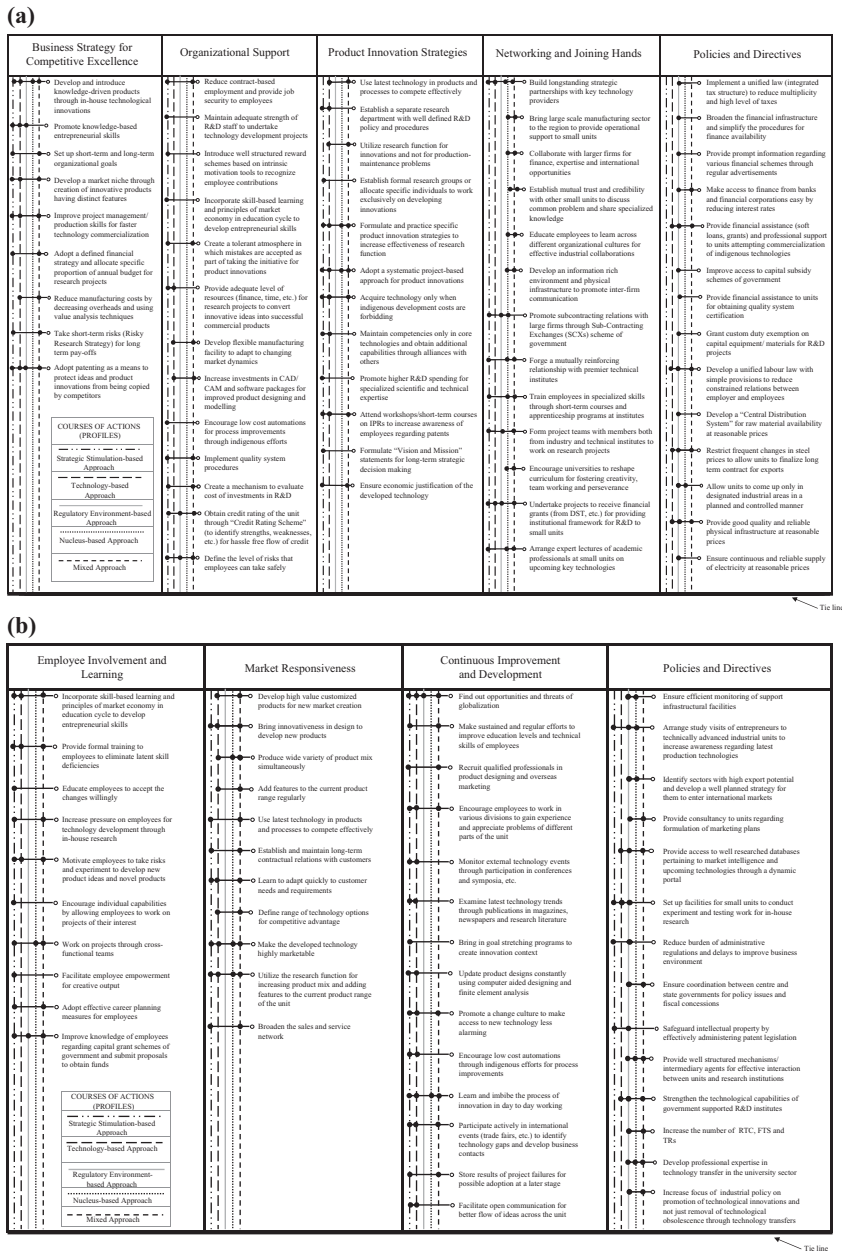 (a)
Business Strategy for
Competitive Excellence
Develop and introduce
knowledge-driven products
through in-house technological
innovations
Promote knowledge-based
entrepreneurial skills
Set up short-term and long-term
organizational goals
Develop a market niche through
creation of innovative products
having distinct features
Improve project management/
production skills for faster
technology commercialization
Adopt a defined financial
strategy and allocate specific
proportion of annual budget for
research projects
Reduce manufacturing costs by
decreasing overheads and using
value analysis techniques
Take short-term risks (Risky
Research Strategy) for long
term pay-offs
Adopt patenting as a means to
protect ideas and product
innovations from being copied
by competitors
COURSES OF ACTIONS
(PROFILES)
Strategic Stimulation-based
Approach
Technology-based
Approach
Regulatory Environment-based
Approach
Nucleus-based Approach
Mixed Approach
Organizational Support
Reduce contract-based
employment and provide job
security to employees
Maintain adequate strength of
R&D staff to undertake
technology development projects
Introduce well structured reward
schemes based on intrinsic
motivation tools to recognize
employee contributions
Incorporate skill-based learning
and principles of market
economy in education cycle to
develop entrepreneurial skills
Create a tolerant atmosphere in
which mistakes are accepted as
part of taking the initiative for
product innovations
Provide adequate level of
resources (finance, time, etc.) for
research projects to convert
innovative ideas into successful
commercial products
Develop flexible manufacturing
facility to adapt to changing
market dynamics
Increase investments in CAD/
CAM and software packages for
improved product designing and
modelling
Encourage low cost automations
for process improvements
through indigenous efforts
Implement quality system
procedures
Create a mechanism to evaluate
cost of investments in R&D
Obtain credit rating of the unit
through “Credit Rating Scheme”
(to identify strengths, weaknesses,
etc.) for hassle free flow of credit
Define the level of risks that
employees can take safely
Product Innovation Strategies
Use latest technology in products and
processes to compete effectively
Establish a separate research
department with well defined R&D
policy and procedures
Utilize research function for
innovations and not for production-
maintenance problems
Establish formal research groups or
allocate specific individuals to work
exclusively on developing
innovations
Formulate and practice specific
product innovation strategies to
increase effectiveness of research
function
Adopt a systematic project-based
approach for product innovations
Acquire technology only when
indigenous development costs are
forbidding
Maintain competencies only in core
technologies and obtain additional
capabilities through alliances with
others
Promote higher R&D spending for
specialized scientific and technical
expertise
Attend workshops/short-term courses
on IPRs to increase awareness of
employees regarding patents
Formulate “Vision and Mission”
statements for long-term strategic
decision making
Ensure economic justification of the
developed technology
Networking and Joining Hands
Build longstanding strategic
partnerships with key technology
providers
Bring large scale manufacturing sector
to the region to provide operational
support to small units
Collaborate with larger firms for
finance, expertise and international
opportunities
Establish mutual trust and credibility
with other small units to discuss
common problem and share specialized
knowledge
Educate employees to learn across
different organizational cultures for
effective industrial collaborations
Develop an information rich
environment and physical
infrastructure to promote inter-firm
communication
Promote subcontracting relations with
large firms through Sub-Contracting
Exchanges (SCXs) scheme of
government
Forge a mutually reinforcing
relationship with premier technical
institutes
Train employees in specialized skills
through short-term courses and
apprenticeship programs at institutes
Form project teams with members both
from industry and technical institutes to
work on research projects
Encourage universities to reshape
curriculum for fostering creativity,
team working and perseverance
Undertake projects to receive financial
grants (from DST, etc.) for providing
institutional framework for R&D to
small units
Arrange expert lectures of academic
professionals at small units on
upcoming key technologies
Policies and Directives
Implement a unified law (integrated
tax structure) to reduce multiplicity
and high level of taxes
Broaden the financial infrastructure
and simplify the procedures for
finance availability
Provide prompt information regarding
various financial schemes through
regular advertisements
Make access to finance from banks
and financial corporations easy by
reducing interest rates
Provide financial assistance (soft
loans, grants) and professional support
to units attempting commercialization
of indigenous technologies
Improve access to capital subsidy
schemes of government
Provide financial assistance to units
for obtaining quality system
certification
Grant custom duty exemption on
capital equipment/ materials for R&D
projects
Develop a unified labour law with
simple provisions to reduce
constrained relations between
employer and employees
Develop a “Central Distribution
System” for raw material availability
at reasonable prices
Restrict frequent changes in steel
prices to allow units to finalize long
term contract for exports
Allow units to come up only in
designated industrial areas in a
planned and controlled manner
Provide good quality and reliable
physical infrastructure at reasonable
prices
Ensure continuous and reliable supply
of electricity at reasonable prices
Tie line
(b)
Employee Involvement and
Learning
Incorporate skill-based learning and
principles of market economy in
education cycle to develop
entrepreneurial skills
Provide formal training to
employees to eliminate latent skill
deficiencies
Educate employees to accept the
changes willingly
Increase pressure on employees for
technology development through
in-house research
Motivate employees to take risks
and experiment to develop new
product ideas and novel products
Encourage individual capabilities
by allowing employees to work on
projects of their interest
Work on projects through cross-
functional teams
Facilitate employee empowerment
for creative output
Adopt effective career planning
measures for employees
Improve knowledge of employees
regarding capital grant schemes of
government and submit proposals
to obtain funds
COURSES OF ACTIONS
(PROFILES)
Strategic Stimulation-based
Approach
Technology-based Approach
Regulatory Environment-
based Approach
Nucleus-based Approach
Mixed Approach
Market Responsiveness
Develop high value customized
products for new market creation
Bring innovativeness in design to
develop new products
Produce wide variety of product mix
simultaneously
Add features to the current product
range regularly
Use latest technology in products
and processes to compete effectively
Establish and maintain long-term
contractual relations with customers
Learn to adapt quickly to customer
needs and requirements
Define range of technology options
for competitive advantage
Make the developed technology
highly marketable
Utilize the research function for
increasing product mix and adding
features to the current product range
of the unit
Broaden the sales and service
network
Continuous Improvement
and Development
Find out opportunities and threats of
globalization
Make sustained and regular efforts to
improve education levels and technical
skills of employees
Recruit qualified professionals in
product designing and overseas
marketing
Encourage employees to work in
various divisions to gain experience
and appreciate problems of different
parts of the unit
Monitor external technology events
through participation in conferences
and symposia, etc.
Examine latest technology trends
through publications in magazines,
newspapers and research literature
Bring in goal stretching programs to
create innovation context
Update product designs constantly
using computer aided designing and
finite element analysis
Promote a change culture to make
access to new technology less
alarming
Encourage low cost automations
through indigenous efforts for process
improvements
Learn and imbibe the process of
innovation in day to day working
Participate actively in international
events (trade fairs, etc.) to identify
technology gaps and develop business
contacts
Store results of project failures for
possible adoption at a later stage
Facilitate open communication for
better flow of ideas across the unit
Policies and Directives
Ensure efficient monitoring of support
infrastructural facilities
Arrange study visits of entrepreneurs to
technically advanced industrial units to
increase awareness regarding latest
production technologies
Identify sectors with high export potential
and develop a well planned strategy for
them to enter international markets
Provide consultancy to units regarding
formulation of marketing plans
Provide access to well researched databases
pertaining to market intelligence and
upcoming technologies through a dynamic
portal
Set up facilities for small units to conduct
experiment and testing work for in-house
research
Reduce burden of administrative
regulations and delays to improve business
environment
Ensure coordination between centre and
state governments for policy issues and
fiscal concessions
Safeguard intellectual property by
effectively administering patent legislation
Provide well structured mechanisms/
intermediary agents for effective interaction
between units and research institutions
Strengthen the technological capabilities of
government supported R&D institutes
Increase the number of RTC, FTS and
TRs
Develop professional expertise in
technology transfer in the university sector
Increase focus of industrial policy on
promotion of technological innovations and
not just removal of technological
obsolescence through technology transfers
Tie line